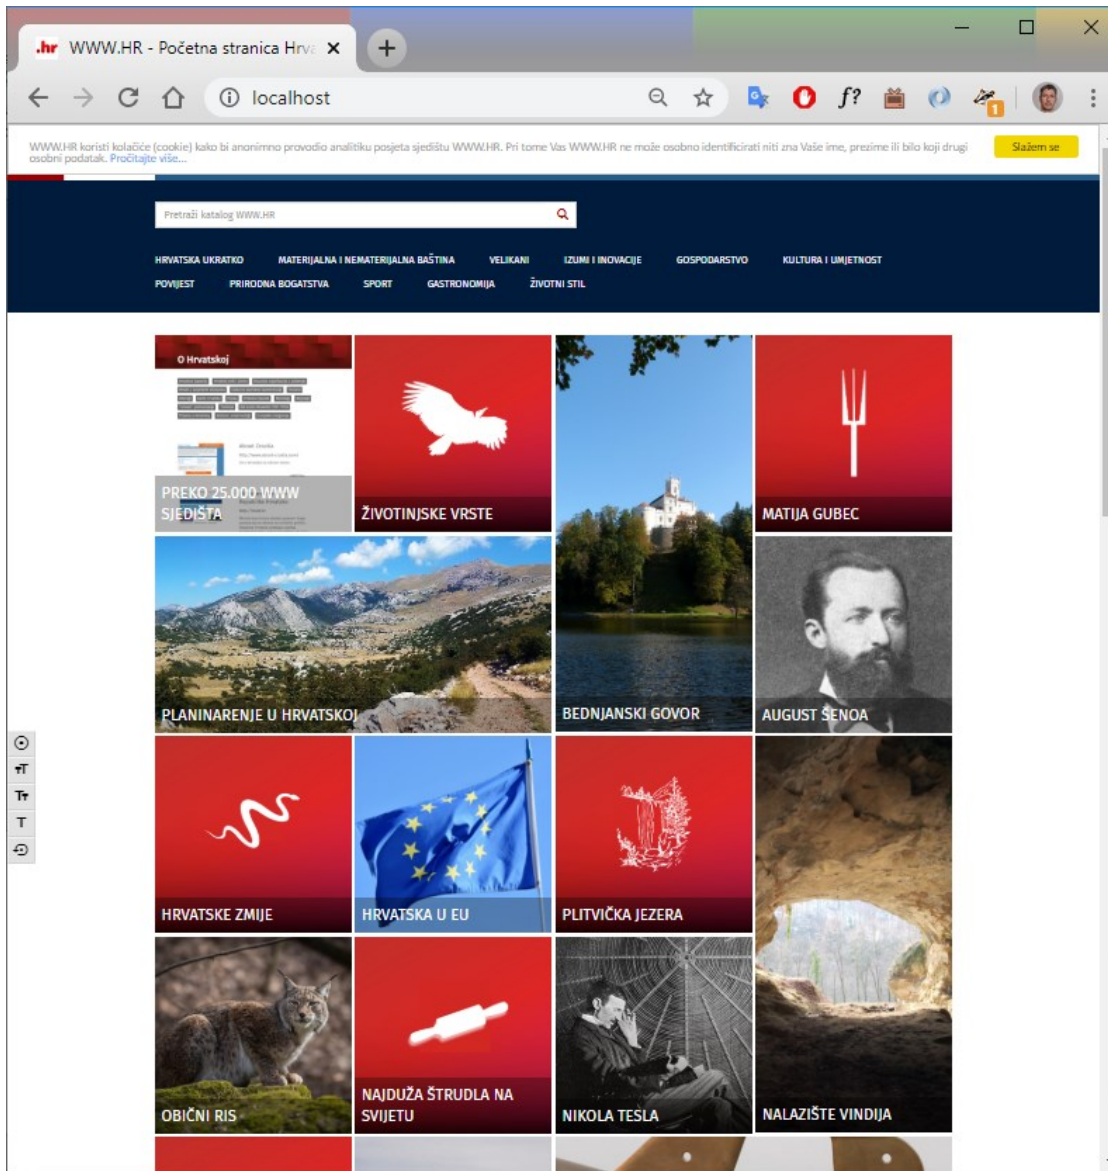 .hr WWW.HR - Početna stranica Hrva
localhost
f?
1
WWW.HR koristi kolačiće (cookie) kako bi anonimno provodio analitiku posjeta sjedištu WWW.HR. Pri tome Vas WWW.HR ne može osobno identificirati niti zna Vaše ime, prezime ili bilo koji drugi
osobni podatak. Pročitajte više...
Slažem se
Pretraži katalog WWW.HR
HRVATSKA UKRATKO MATERIJALNA I NEMATERIJALNA BAŠTINA VELIKANI IZUMI I INOVACIJE GOSPODARSTVO KULTURA I UMJETNOST
POVIJEST PRIRODNA BOGATSTVA SPORT GASTRONOMIJA ŽIVOTNI STIL
O Hrvatskoj
PREKO 25.000 WWW
SJEDIŠTA
ŽIVOTINJSKE VRSTE
MATIJA GUBEC
PLANINARENJE U HRVATSKOJ
BEDNJANSKI GOVOR
AUGUST ŠENOA
HRVATSKE ZMIJE
HRVATSKA U EU
PLITVIČKA JEZERA
OBIČNI RIS
NAJDUŽA ŠTRUDLA NA
SVIJETU
NIKOLA TESLA
NALAZIŠTE VINDIJA